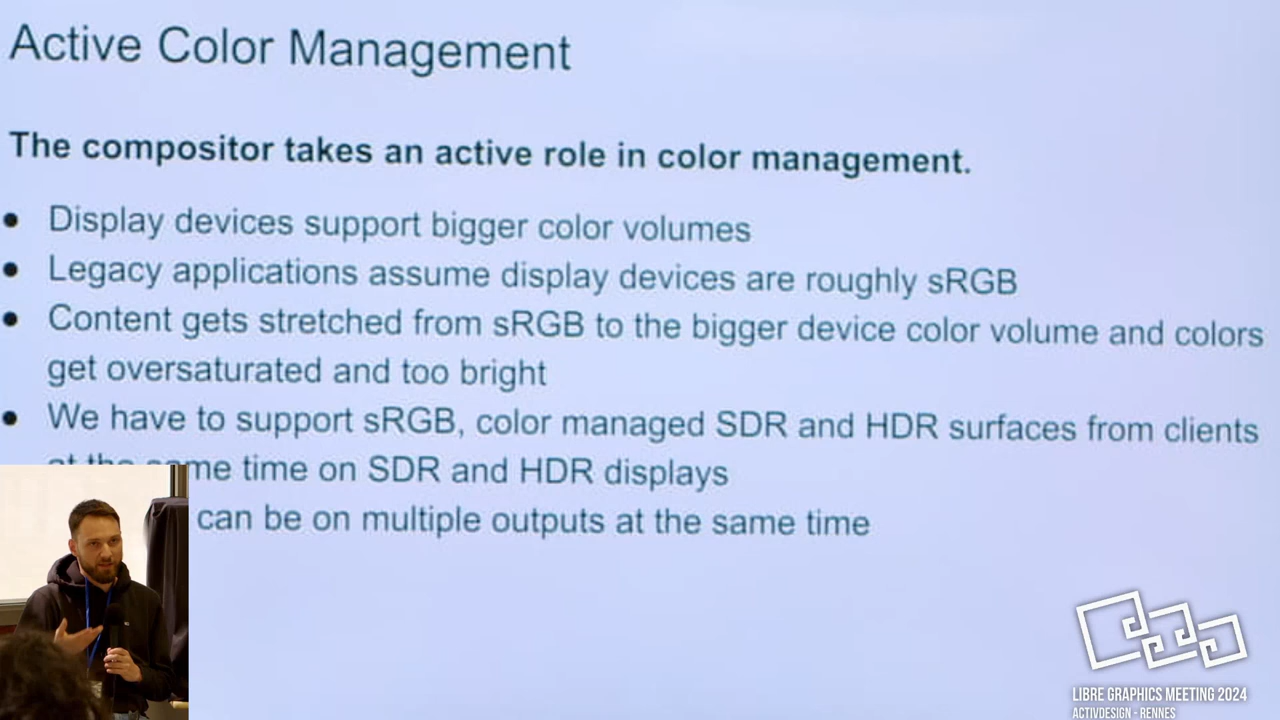 Active Color Management
The compositor takes an active role in color management.
Display devices support bigger color volumes
Legacy applications assume display devices are roughly sRGB
Content gets stretched from sRGB to the bigger device color volume and colors
get oversaturated and too bright
We have to support sRGB, color managed SDR and HDR surfaces from clients
at the same time on SDR and HDR displays
can be on multiple outputs at the same time
LIBRE GRAPHICS MEETING 2024
ACTIVDESIGN - RENNES